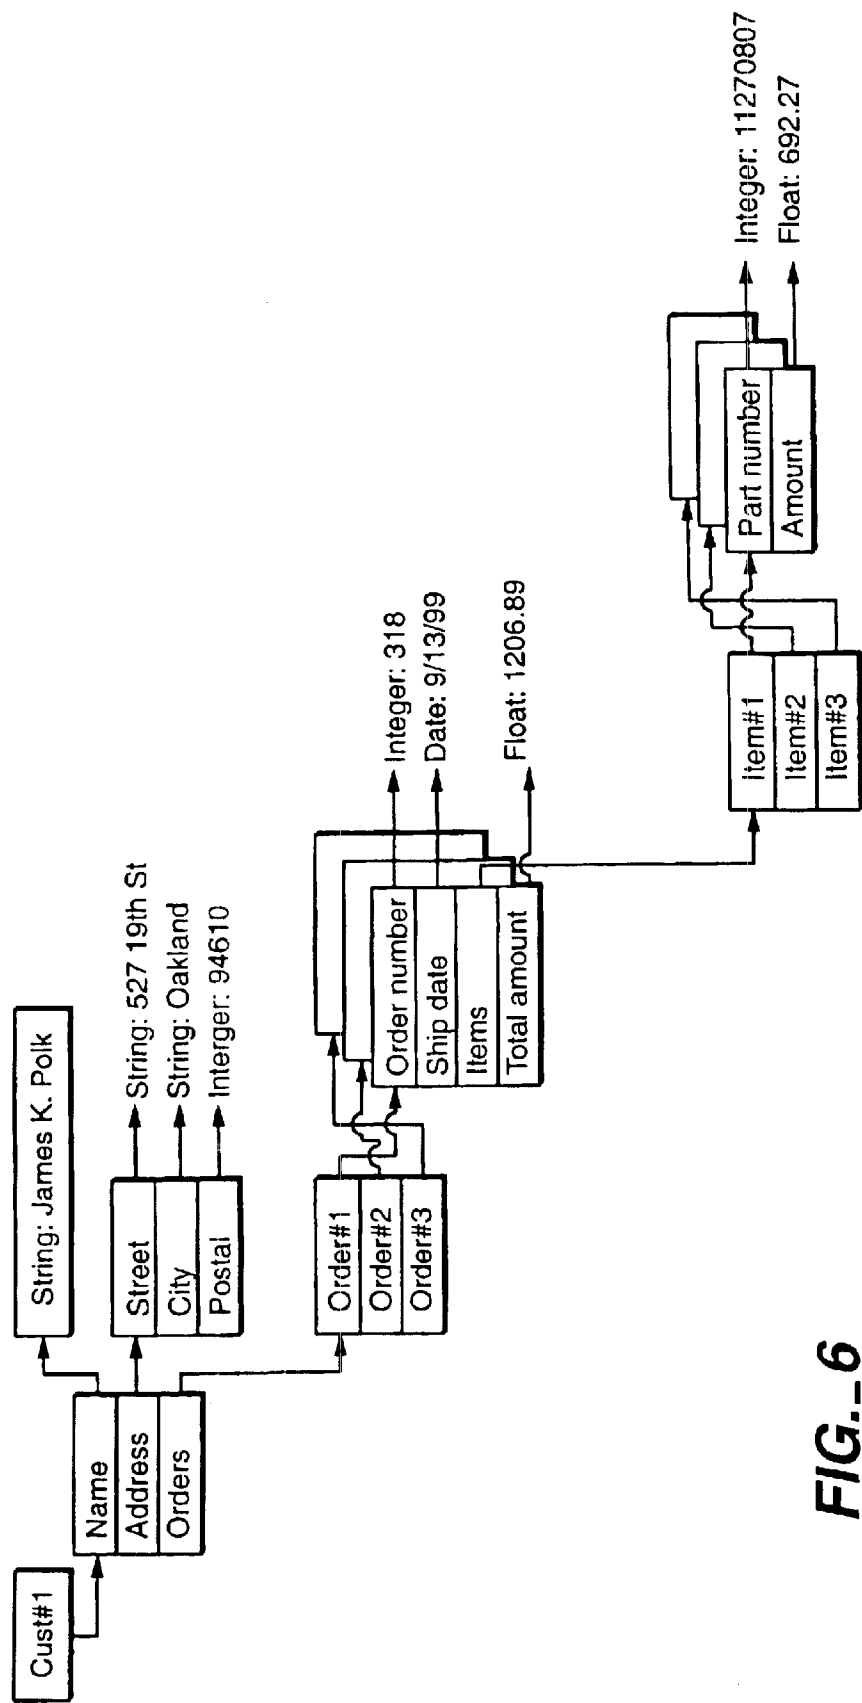 Cust#1
Name
Address
Orders
String: James K. Polk
Street
City
Postal
String: 527 19th St
String: Oakland
Interger: 94610
Order#1
Order#2
Order#3
Order number
Ship date
Items
Total amount
Integer: 318
Date: 9/13/99
Float: 1206.89
Item#1
Item#2
Item#3
Part number
Amount
Integer: 11270807
Float: 692.27
FIG._6